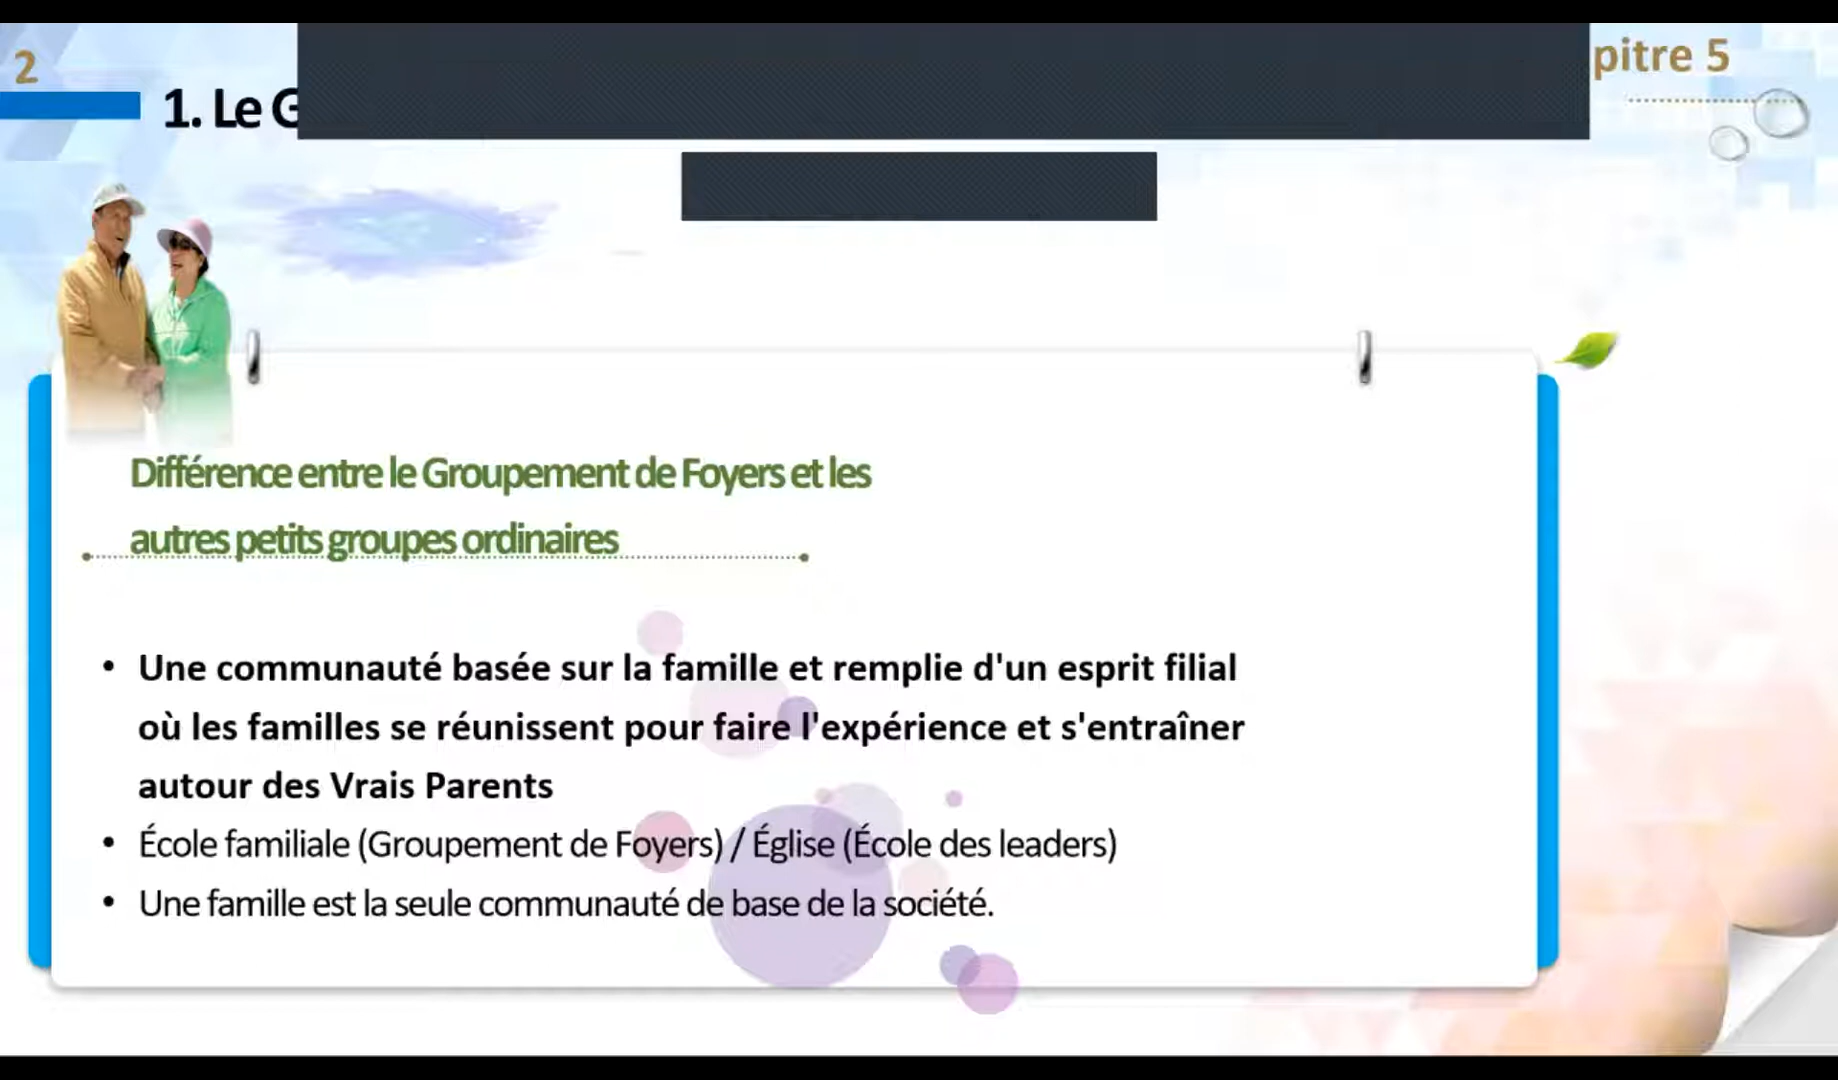 2
pitre 5
1. Le G
Différence entre le Groupement de Foyers et les
autres petits groupes ordinaires
• Une communauté basée sur la famille et remplie d'un esprit filial
où les familles se réunissent pour faire l'expérience et s'entraîner
autour des Vrais Parents
• École familiale (Groupement de Foyers) / Église (École des leaders)
• Une famille est la seule communauté de base de la société.